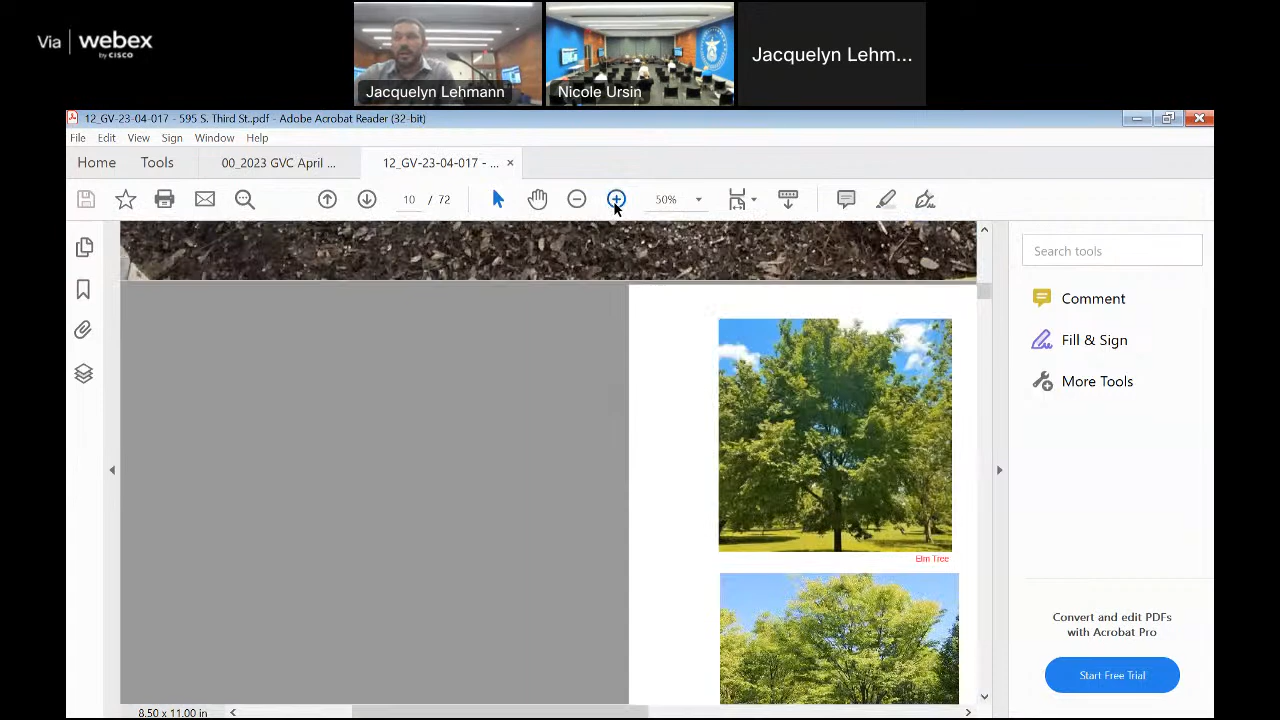 Via webex
by CISCO
Jacquelyn Lehmann
Nicole Ursin
Jacquelyn Lehm...
12_GV-23-04-017 - 595 S. Third St.pdf - Adobe Acrobat Reader (32-bit)
File Edit View Sign Window Help
Home Tools 00_2023 GVC April ... 12_GV-23-04-017 - ... ×
10 / 72 50%
Search tools
Comment
Fill & Sign
More Tools
Elm Tree
Convert and edit PDFs
with Acrobat Pro
Start Free Trial
8.50 x 11.00 in